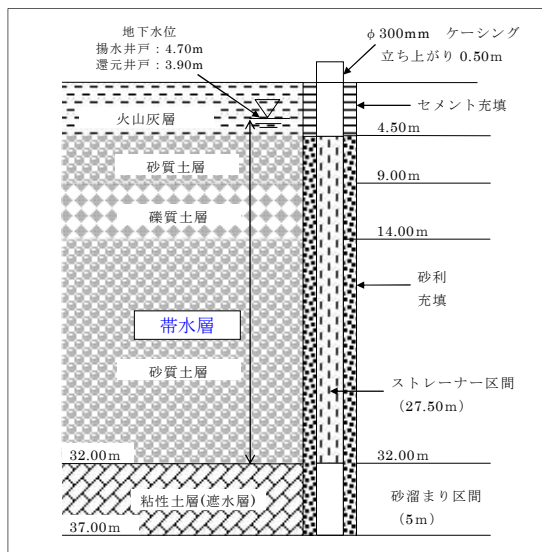 地下水位
揚水井戸：4.70m
還元井戸：3.90m
φ300mm ケーシング
立ち上がり 0.50m
火山灰層
セメント充填
4.50m
砂質土層
9.00m
礫質土層
14.00m
砂利
充填
帯水層
砂質土層
ストレーナー区間
（27.50m）
32.00m
32.00m
粘性土層(遮水層)
砂溜まり区間
（5m）
37.00m